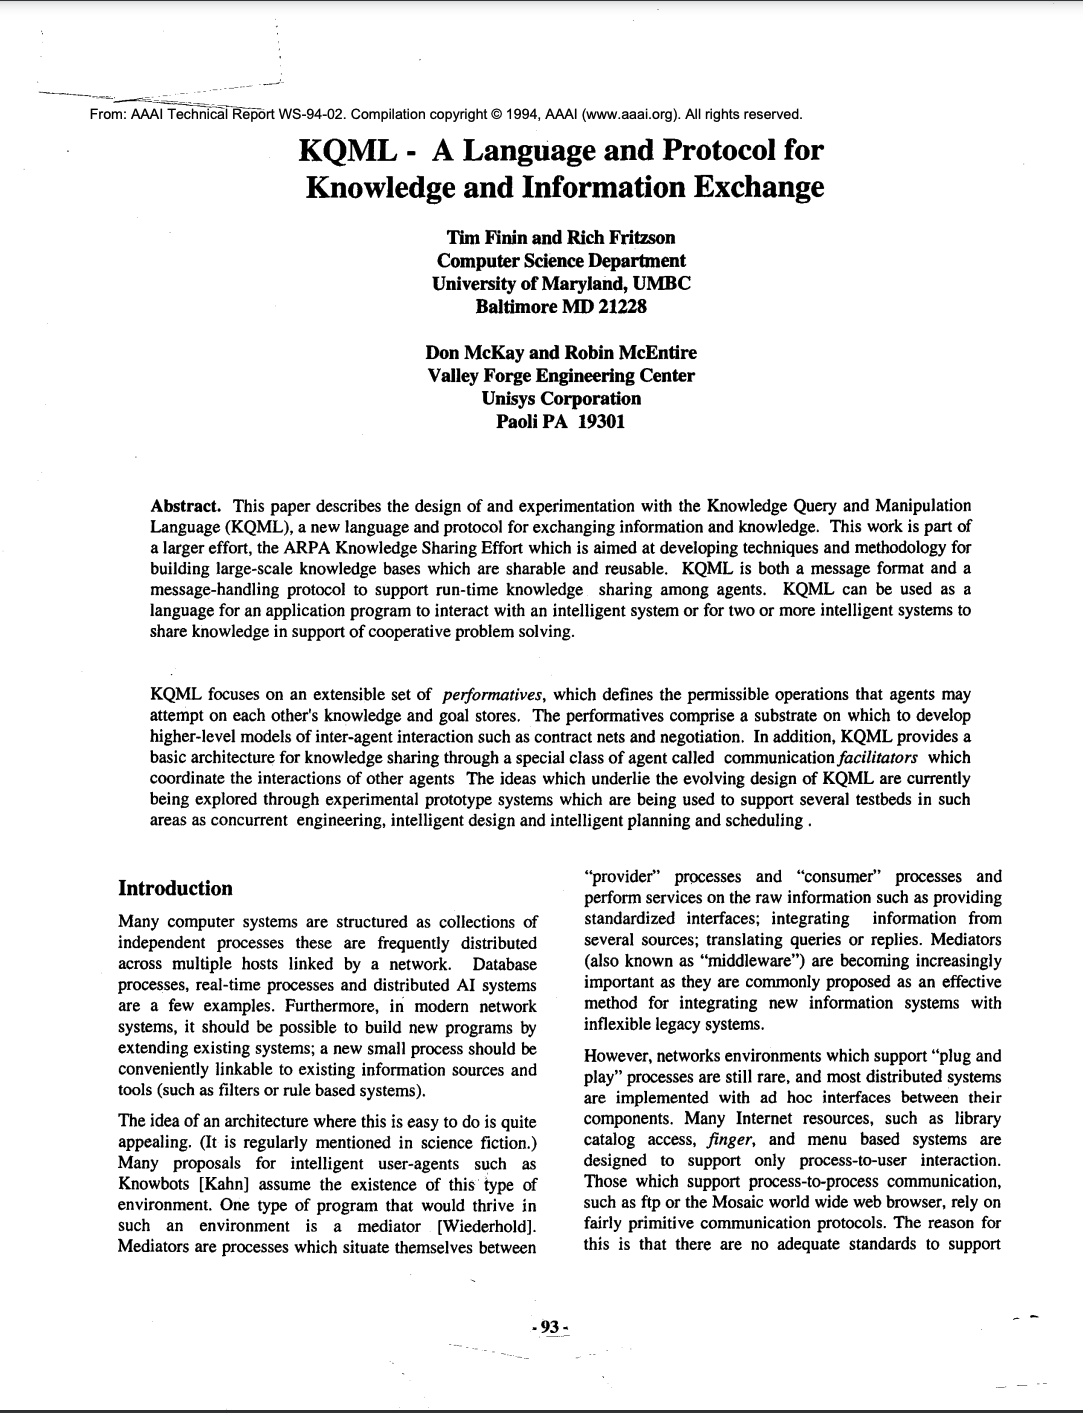 From: AAAI Technical Report WS-94-02. Compilation copyright © 1994, AAAI (www.aaai.org). All rights reserved.
KQML - A Language and Protocol for
Knowledge and Information Exchange
Tim Finin and Rich Fritzson
Computer Science Department
University of Maryland, UMBC
Baltimore MD 21228
Don McKay and Robin McEntire
Valley Forge Engineering Center
Unisys Corporation
Paoli PA 19301
Abstract. This paper describes the design of and experimentation with the Knowledge Query and Manipulation
Language (KQML), a new language and protocol for exchanging information and knowledge. This work is part of
a larger effort, the ARPA Knowledge Sharing Effort which is aimed at developing techniques and methodology for
building large-scale knowledge bases which are sharable and reusable. KQML is both a message format and a
message-handling protocol to support run-time knowledge sharing among agents. KQML can be used as a
language for an application program to interact with an intelligent system or for two or more intelligent systems to
share knowledge in support of cooperative problem solving.
KQML focuses on an extensible set of performatives, which defines the permissible operations that agents may
attempt on each other's knowledge and goal stores. The performatives comprise a substrate on which to develop
higher-level models of inter-agent interaction such as contract nets and negotiation. In addition, KQML provides a
basic architecture for knowledge sharing through a special class of agent called communication facilitators which
coordinate the interactions of other agents The ideas which underlie the evolving design of KQML are currently
being explored through experimental prototype systems which are being used to support several testbeds in such
areas as concurrent engineering, intelligent design and intelligent planning and scheduling .
Introduction
Many computer systems are structured as collections of
independent processes these are frequently distributed
across multiple hosts linked by a network. Database
processes, real-time processes and distributed AI systems
are a few examples. Furthermore, in modern network
systems, it should be possible to build new programs by
extending existing systems; a new small process should be
conveniently linkable to existing information sources and
tools (such as filters or rule based systems).
The idea of an architecture where this is easy to do is quite
appealing. (It is regularly mentioned in science fiction.)
Many proposals for intelligent user-agents such as
Knowbots [Kahn] assume the existence of this type of
environment. One type of program that would thrive in
such an environment is a mediator [Wiederhold].
Mediators are processes which situate themselves between
“provider” processes and “consumer” processes and
perform services on the raw information such as providing
standardized interfaces; integrating information from
several sources; translating queries or replies. Mediators
(also known as “middleware”) are becoming increasingly
important as they are commonly proposed as an effective
method for integrating new information systems with
inflexible legacy systems.
However, networks environments which support “plug and
play” processes are still rare, and most distributed systems
are implemented with ad hoc interfaces between their
components. Many Internet resources, such as library
catalog access, finger, and menu based systems are
designed to support only process-to-user interaction.
Those which support process-to-process communication,
such as ftp or the Mosaic world wide web browser, rely on
fairly primitive communication protocols. The reason for
this is that there are no adequate standards to support
- 93 -